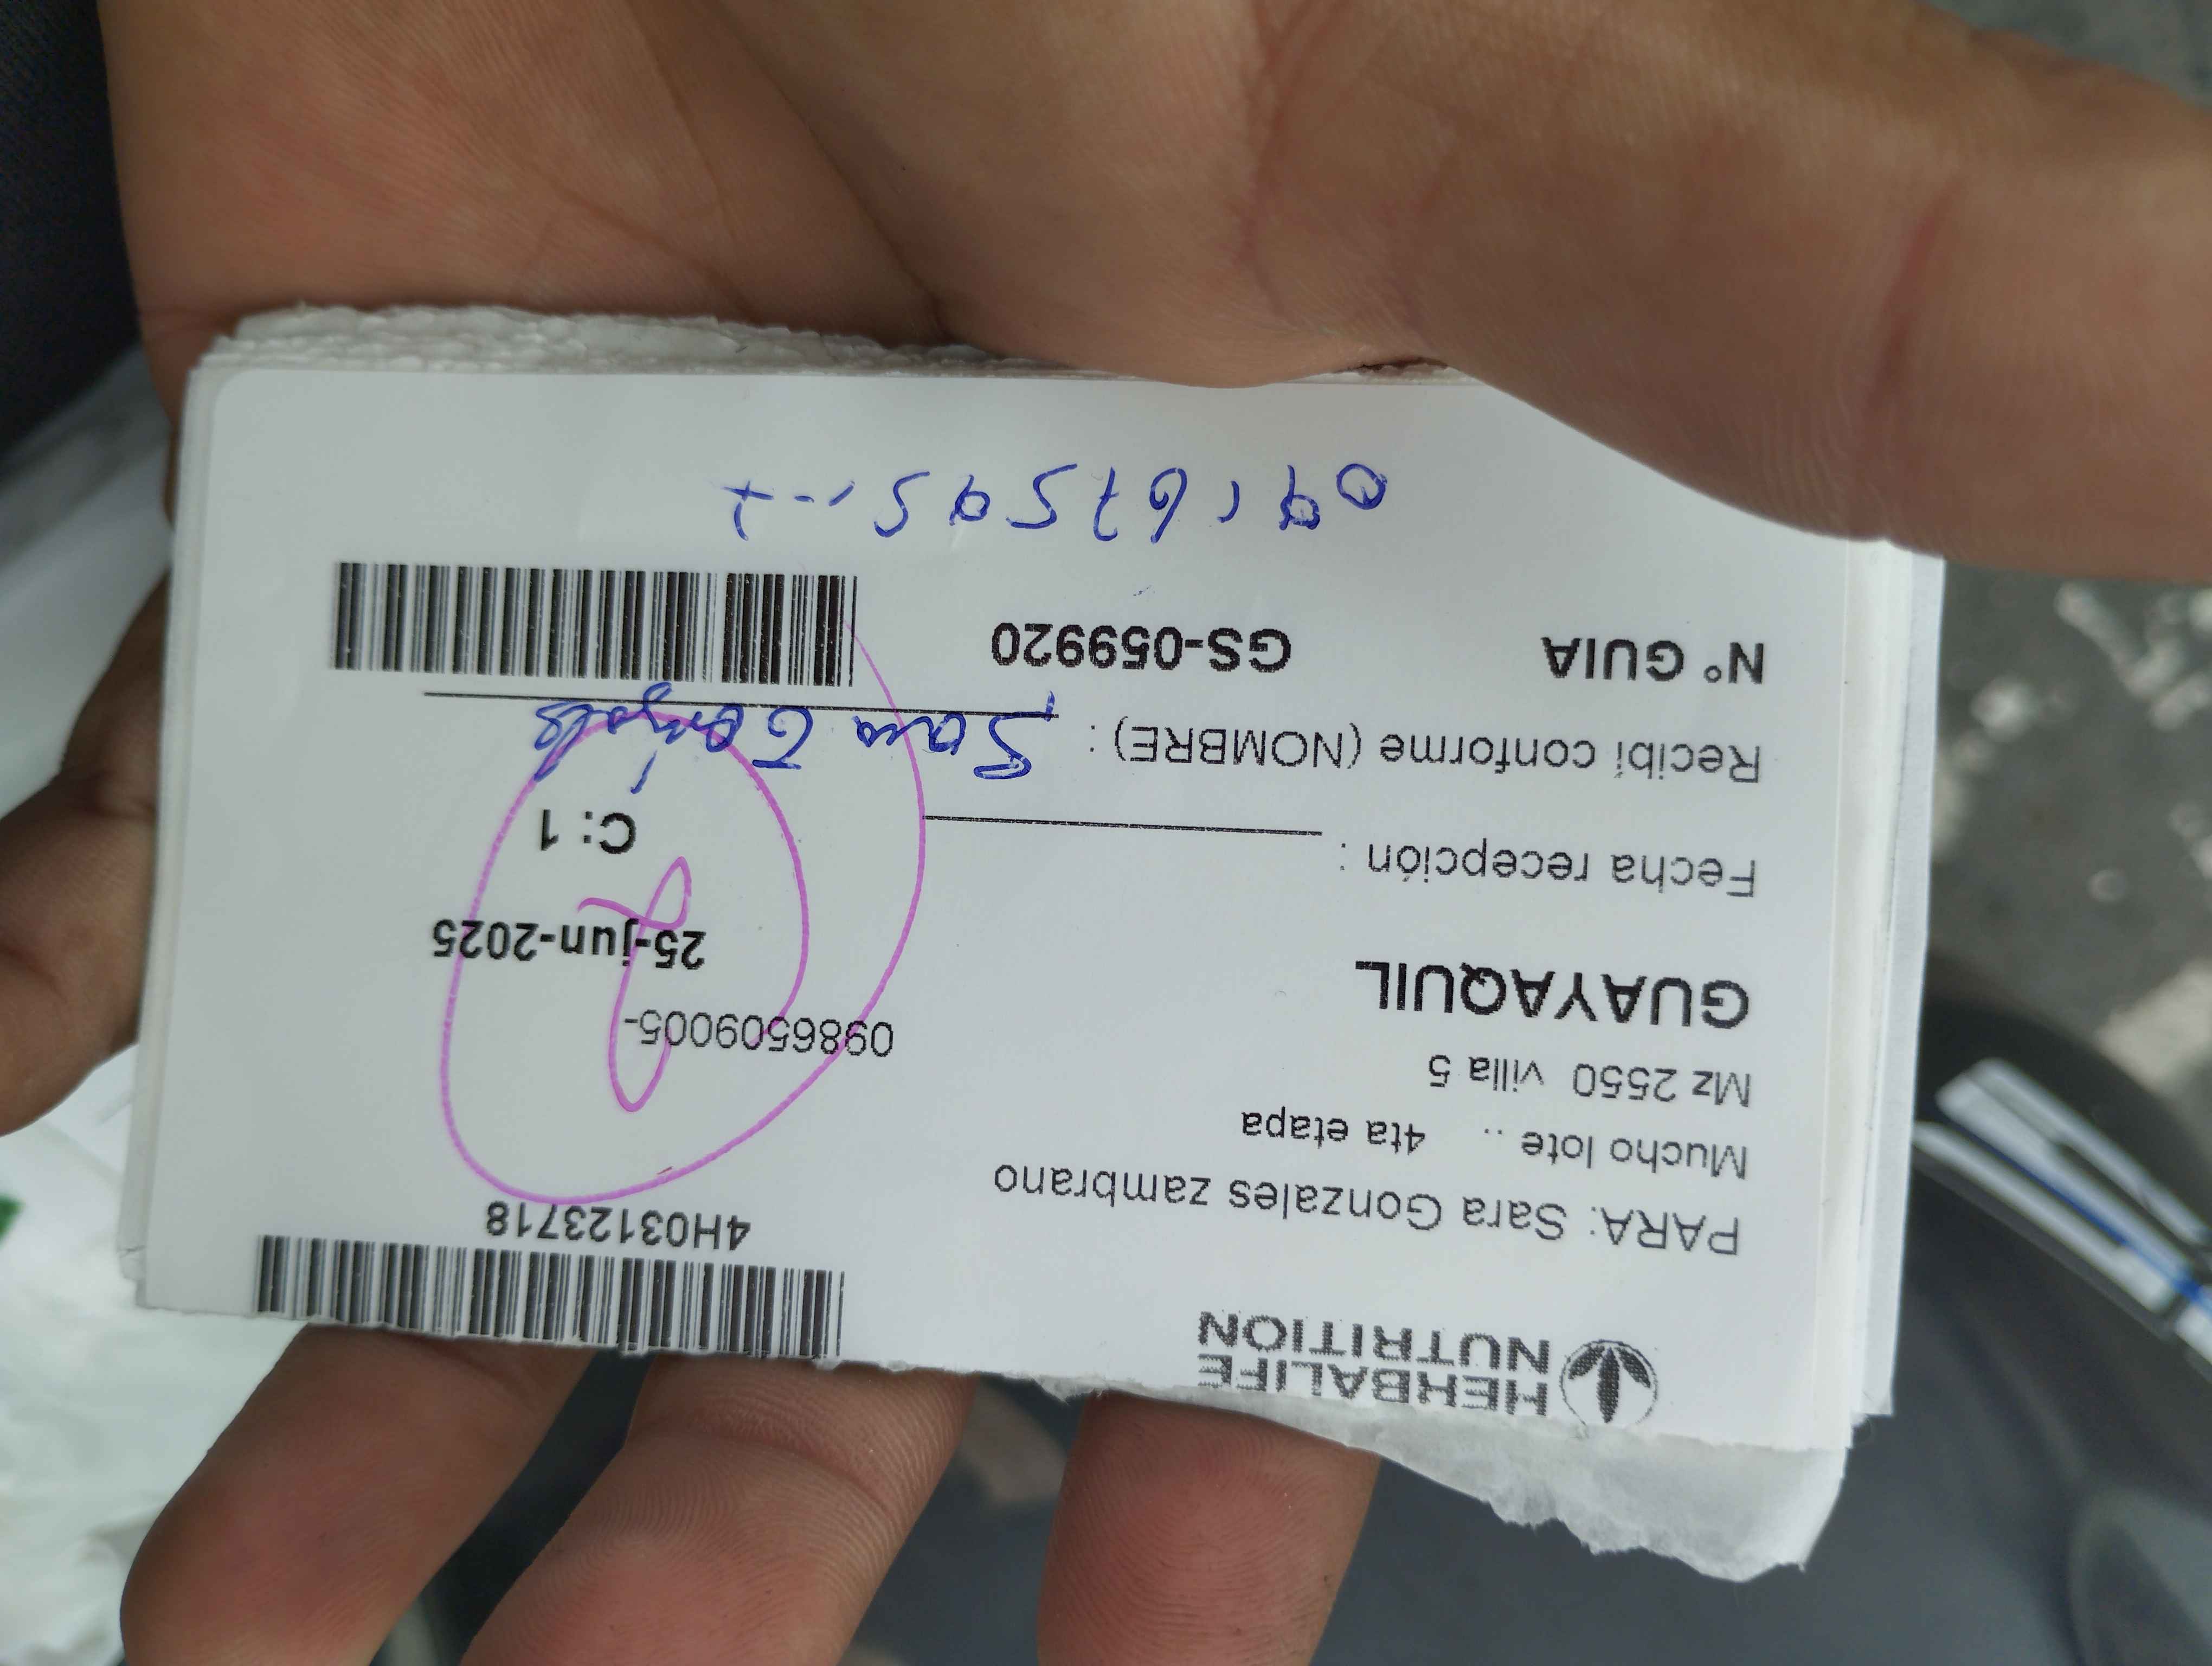 HERBALIFE
NUTRITION
4H03123718
PARA: Sara Gonzales zambrano
Mucho lote .. 4ta etapa
Mz 2550 villa 5
0986509005-
GUAYAQUIL
25-jun-2025
Fecha recepción :
C: 1
Recibí conforme (NOMBRE) : Sara
N° GUIA GS-059920